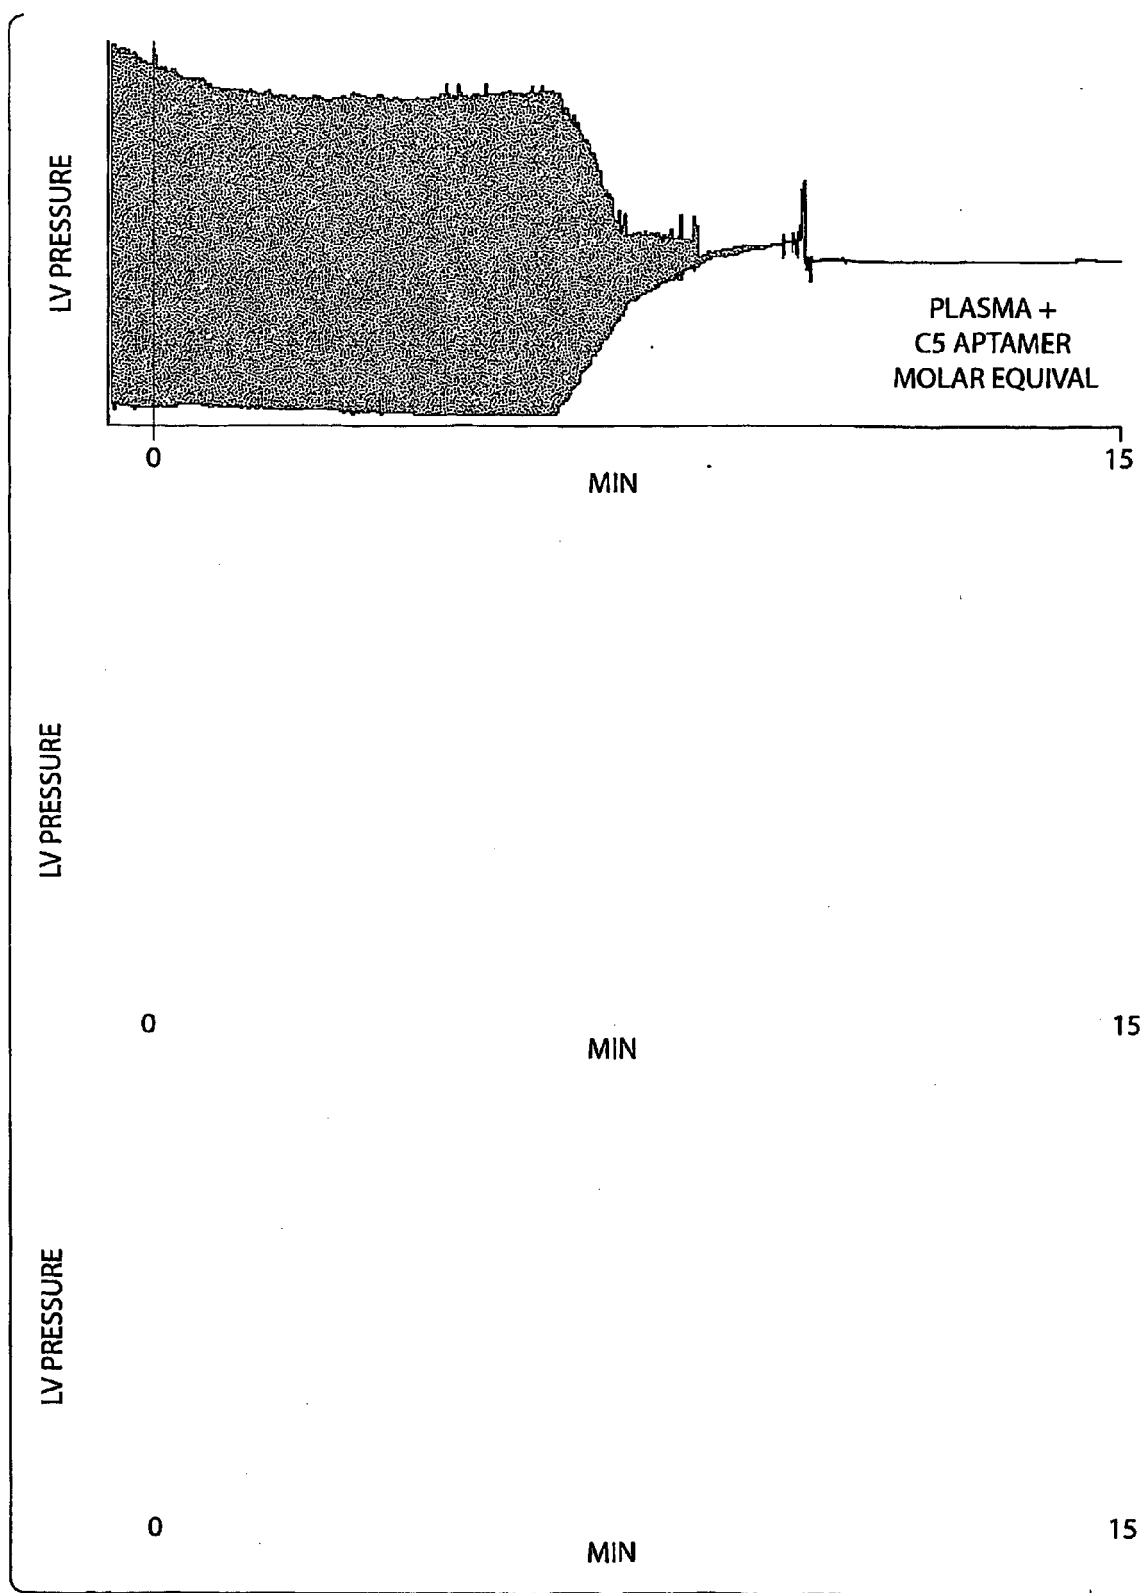 LV PRESSURE
PLASMA +
C5 APTAMER
MOLAR EQUIVAL
0
15
MIN
LV PRESSURE
0
15
MIN
LV PRESSURE
0
15
MIN